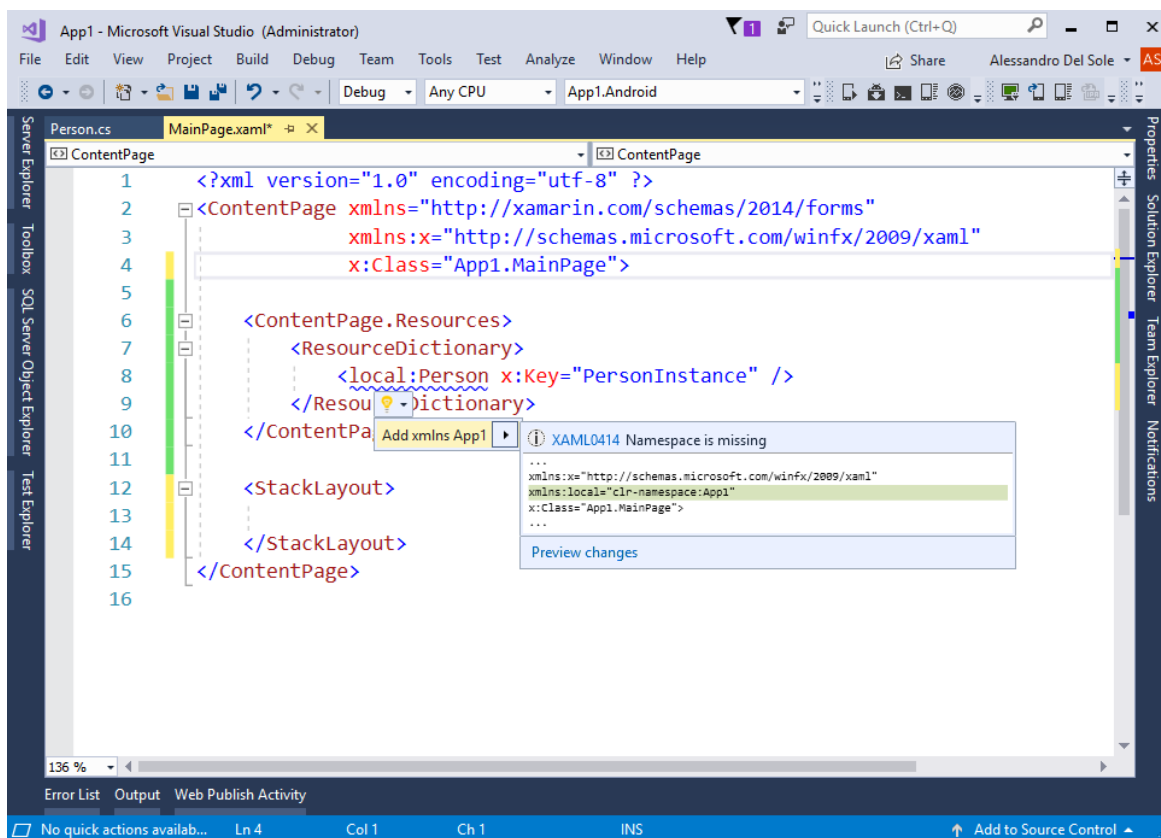 App1 - Microsoft Visual Studio (Administrator)
1
Quick Launch (Ctrl+Q)
File Edit View Project Build Debug Team Tools Test Analyze Window Help
Share
Alessandro Del Sole
AS
Debug Any CPU App1.Android
Server Explorer
Toolbox
SQL Server Object Explorer
Test Explorer
Person.cs
MainPage.xaml*
ContentPage
ContentPage
1 <?xml version="1.0" encoding="utf-8" ?>
2 <ContentPage xmlns="http://xamarin.com/schemas/2014/forms"
3 xmlns:x="http://schemas.microsoft.com/winfx/2009/xaml"
4 x:Class="App1.MainPage">
5
6 <ContentPage.Resources>
7 <ResourceDictionary>
8 <local:Person x:Key="PersonInstance" />
9 </Resou Dictionary>
10 </ContentPa
Add xmlns App1
XAML0414 Namespace is missing
...
xmlns:x="http://schemas.microsoft.com/winfx/2009/xaml"
xmlns:local="clr-namespace:App1"
x:Class="App1.MainPage">
...
Preview changes
11
12 <StackLayout>
13
14 </StackLayout>
15 </ContentPage>
16
Properties
Solution Explorer
Team Explorer
Notifications
136 %
Error List Output Web Publish Activity
No quick actions availab... Ln 4 Col 1 Ch 1 INS Add to Source Control